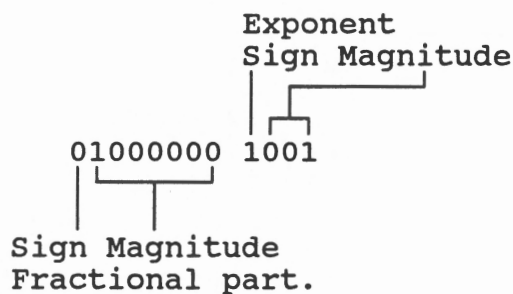 Exponent
Sign Magnitude
01000000 1001
Sign Magnitude
Fractional part.